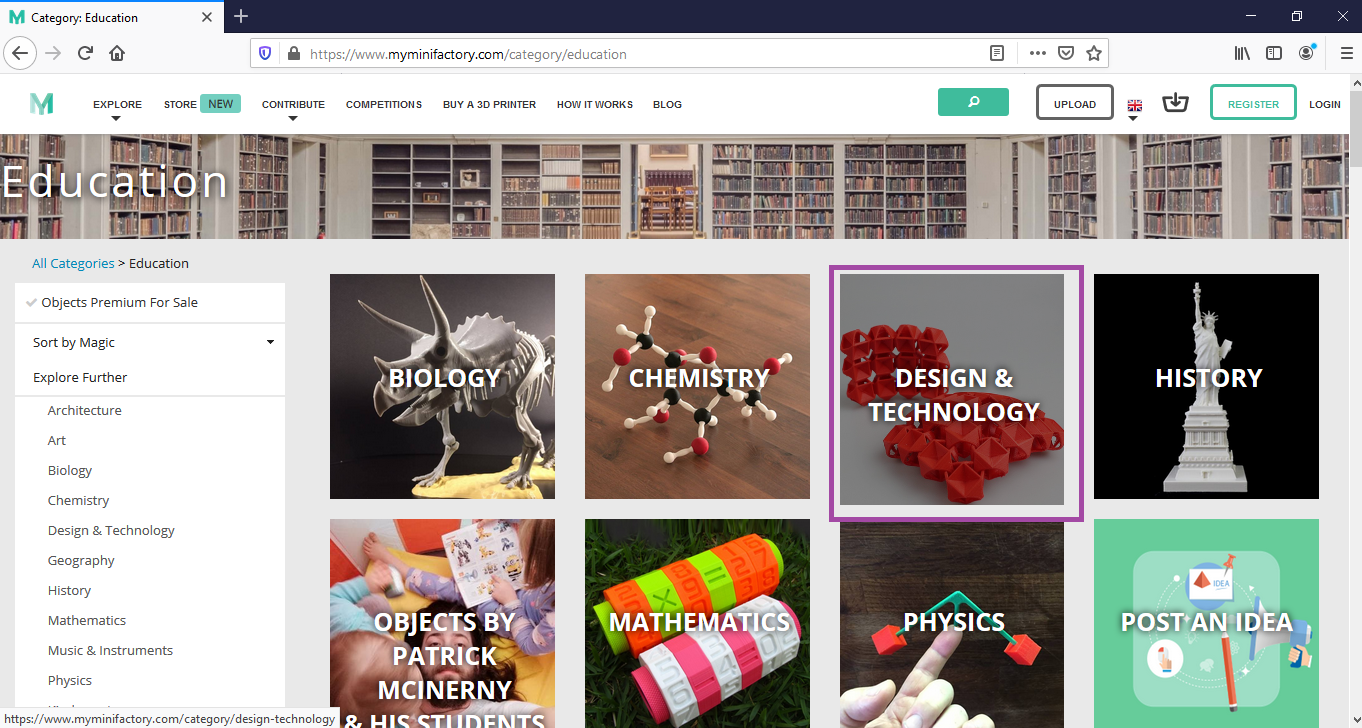 Category: Education
https://www.myminifactory.com/category/education
EXPLORE
STORE NEW
CONTRIBUTE
COMPETITIONS
BUY A 3D PRINTER
HOW IT WORKS
BLOG
UPLOAD
REGISTER
LOGIN
Education
All Categories > Education
Objects Premium For Sale
Sort by Magic
Explore Further
Architecture
Art
Biology
Chemistry
Design & Technology
Geography
History
Mathematics
Music & Instruments
Physics
BIOLOGY
CHEMISTRY
DESIGN &
TECHNOLOGY
HISTORY
OBJECTS BY
PATRICK
MCINERNY
& HIS STUDENTS
MATHEMATICS
PHYSICS
POST AN IDEA
IDEA
https://www.myminifactory.com/category/design-technology